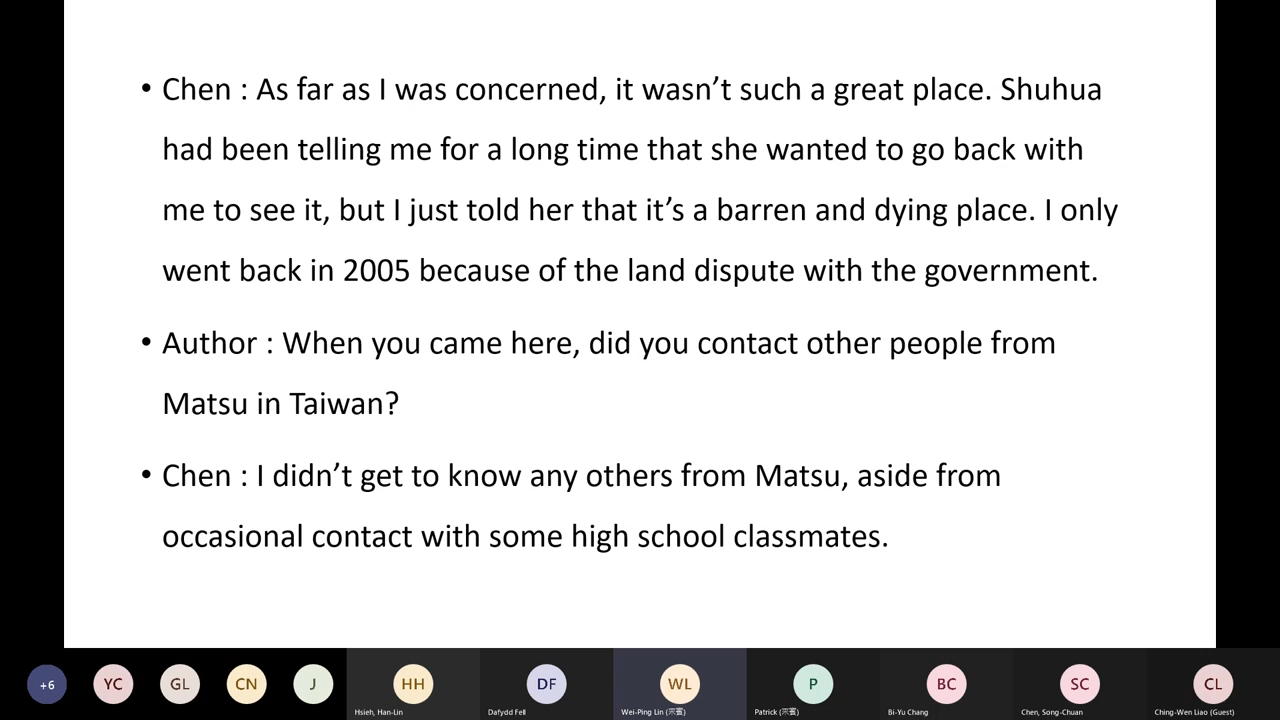 • Chen : As far as I was concerned, it wasn’t such a great place. Shuhua
had been telling me for a long time that she wanted to go back with
me to see it, but I just told her that it’s a barren and dying place. I only
went back in 2005 because of the land dispute with the government.
• Author : When you came here, did you contact other people from
Matsu in Taiwan?
• Chen : I didn’t get to know any others from Matsu, aside from
occasional contact with some high school classmates.
+6 YC GL CN J HH DF WL P BC SC CL
Hsieh, Han-Lin Dafydd Fell Wei-Ping Lin Patrick Bi-Yu Chang Chen, Song-Chuan Ching-Wen Liao (Guest)